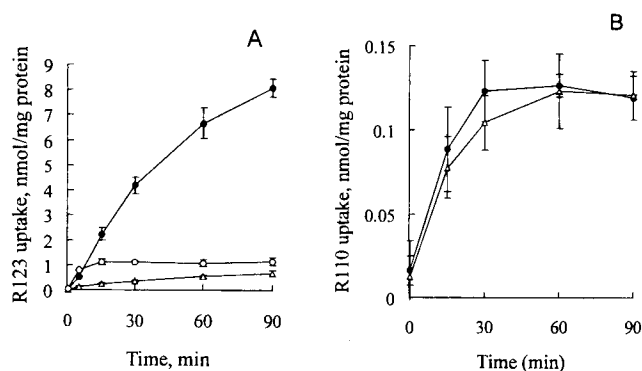 A
R123 uptake, nmol/mg protein
9
8
7
6
5
4
3
2
1
0
0 30 60 90
Time, min
B
R110 uptake, nmol/mg protein
0.15
0.1
0.05
0
0 30 60 90
Time (min)